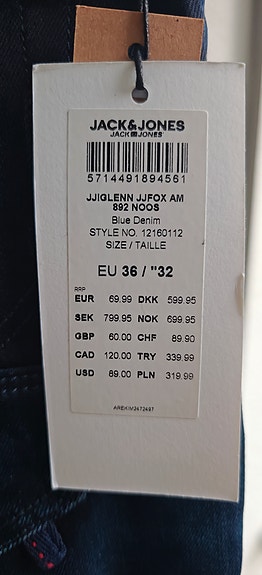 JACK&JONES
JACK & JONES
5714491894561
JJIGLENN JJFOX AM
892 NOOS
Blue Denim
STYLE NO. 12160112
SIZE / TAILLE
EU 36 / "32
RRP
EUR 69.99 DKK 599.95
SEK 799.95 NOK 699.95
GBP 60.00 CHF 89.90
CAD 120.00 TRY 339.99
USD 89.00 PLN 319.99
AREKIM2472497